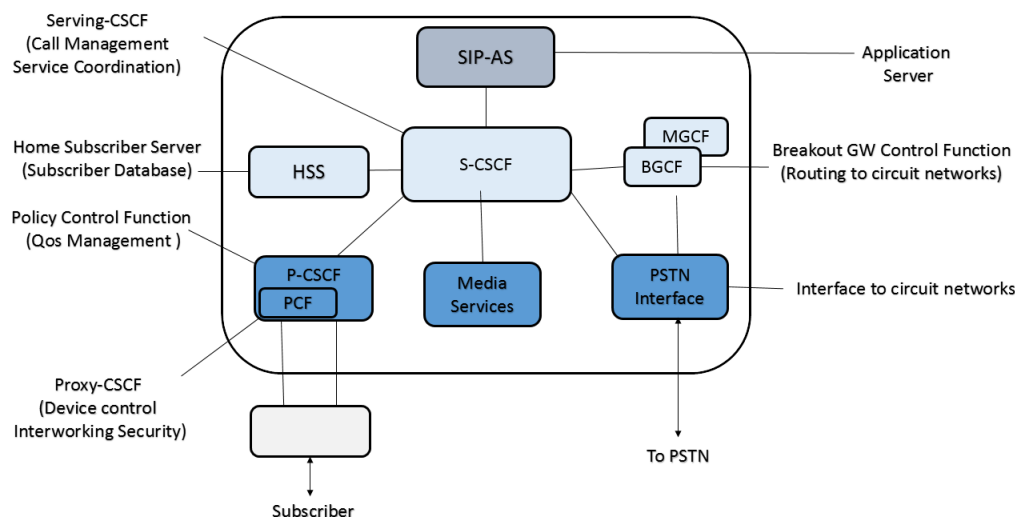 Serving-CSCF
(Call Management
Service Coordination)
SIP-AS
Application
Server
Home Subscriber Server
(Subscriber Database)
HSS
S-CSCF
MGCF
BGCF
Breakout GW Control Function
(Routing to circuit networks)
Policy Control Function
(Qos Management )
P-CSCF
PCF
Media
Services
PSTN
Interface
Interface to circuit networks
Proxy-CSCF
(Device control
Interworking Security)
To PSTN
Subscriber